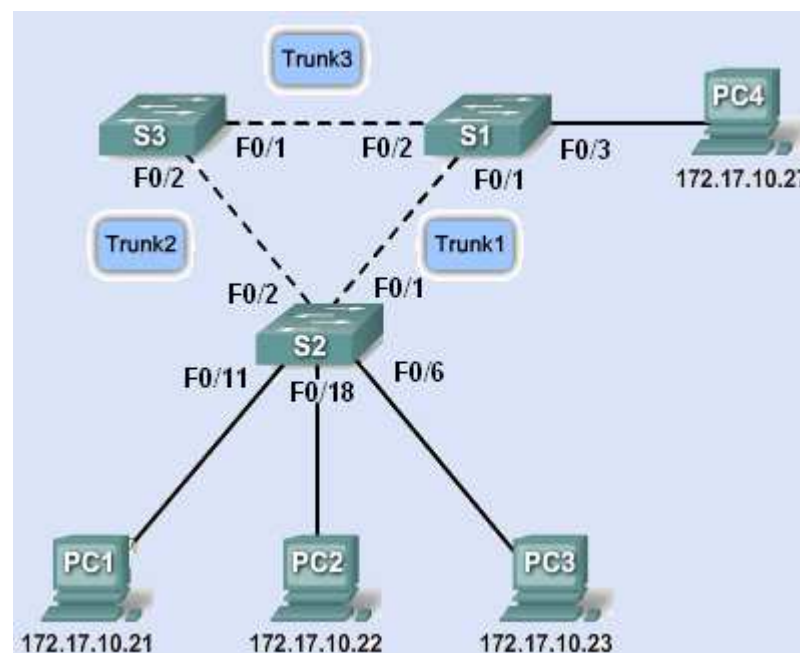 Trunk3
PC4
S3
S1
F0/1
F0/2
F0/3
F0/2
F0/1
172.17.10.27
Trunk2
Trunk1
F0/2
F0/1
S2
F0/11
F0/18
F0/6
PC1
PC2
PC3
172.17.10.21
172.17.10.22
172.17.10.23